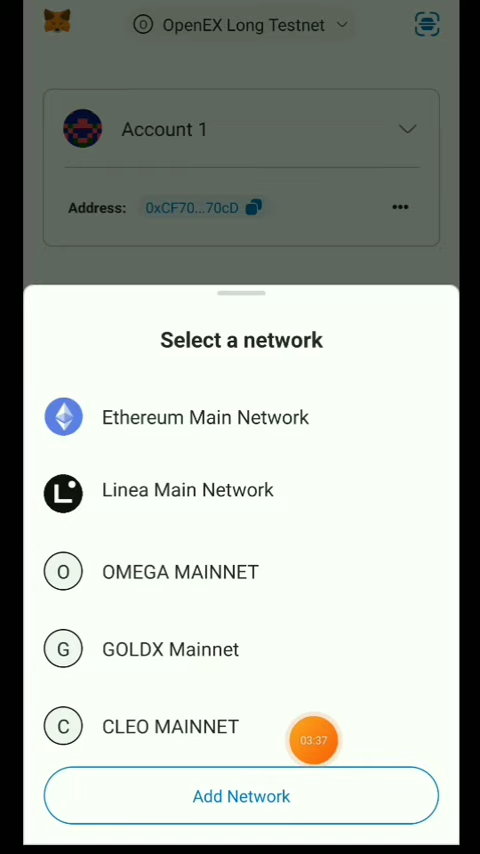 O OpenEX Long Testnet
Account 1
Address: 0xCF70...70cD
Select a network
Ethereum Main Network
L Linea Main Network
O OMEGA MAINNET
G GOLDX Mainnet
C CLEO MAINNET
03:37
Add Network